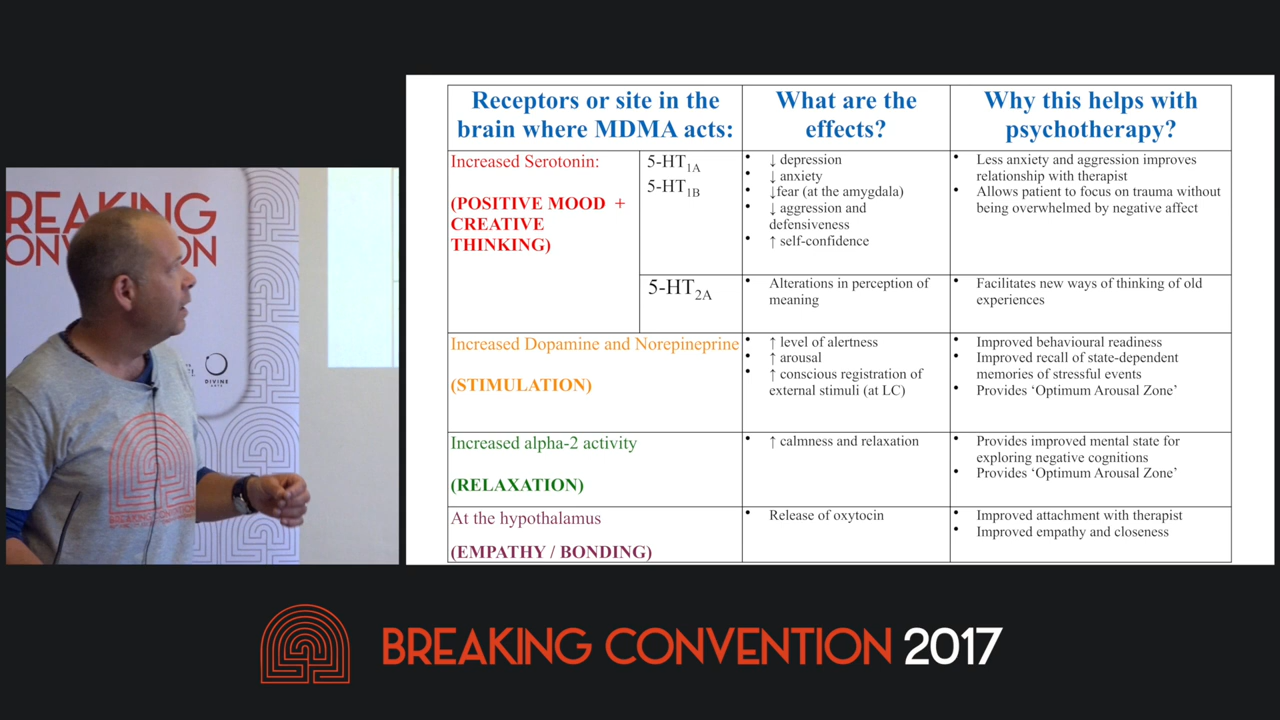 REAKING
CONVENTION
DIVINE
ARTS
BREAKING CONVENTION
Receptors or site in the
brain where MDMA acts:
What are the
effects?
Why this helps with
psychotherapy?
Increased Serotonin:
(POSITIVE MOOD +
CREATIVE
THINKING)
5-HT1A
5-HT1B
• ↓ depression
• ↓ anxiety
• ↓fear (at the amygdala)
• ↓ aggression and
defensiveness
• ↑ self-confidence
• Less anxiety and aggression improves
relationship with therapist
• Allows patient to focus on trauma without
being overwhelmed by negative affect
5-HT2A
• Alterations in perception of
meaning
• Facilitates new ways of thinking of old
experiences
Increased Dopamine and Norepineprine
(STIMULATION)
• ↑ level of alertness
• ↑ arousal
• ↑ conscious registration of
external stimuli (at LC)
• Improved behavioural readiness
• Improved recall of state-dependent
memories of stressful events
• Provides ‘Optimum Arousal Zone’
Increased alpha-2 activity
(RELAXATION)
• ↑ calmness and relaxation
• Provides improved mental state for
exploring negative cognitions
• Provides ‘Optimum Arousal Zone’
At the hypothalamus
(EMPATHY / BONDING)
• Release of oxytocin
• Improved attachment with therapist
• Improved empathy and closeness
BREAKING CONVENTION 2017